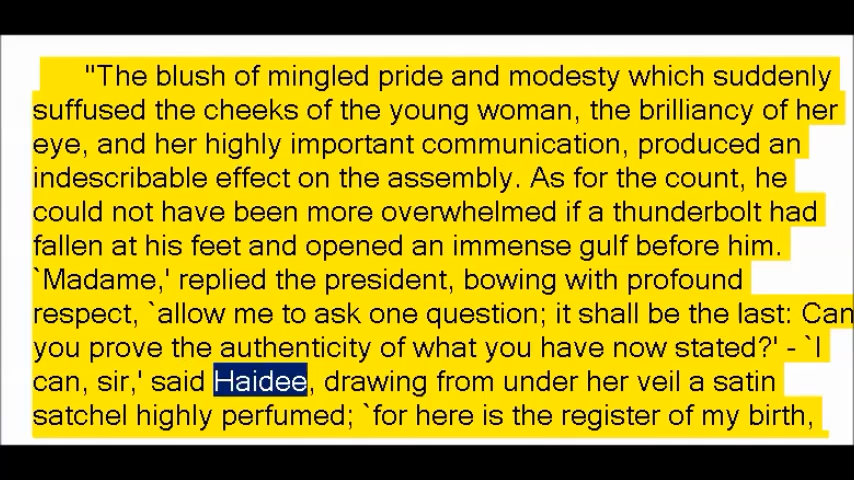 "The blush of mingled pride and modesty which suddenly
suffused the cheeks of the young woman, the brilliancy of her
eye, and her highly important communication, produced an
indescribable effect on the assembly. As for the count, he
could not have been more overwhelmed if a thunderbolt had
fallen at his feet and opened an immense gulf before him.
`Madame,' replied the president, bowing with profound
respect, `allow me to ask one question; it shall be the last: Can
you prove the authenticity of what you have now stated?' - `I
can, sir,' said Haidee, drawing from under her veil a satin
satchel highly perfumed; `for here is the register of my birth,